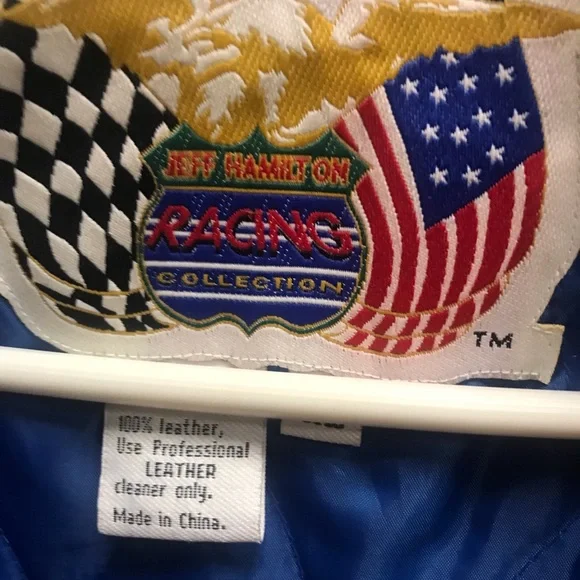 JEFF HAMILTON
RACING
COLLECTION
TM
100% leather,
Use Professional
LEATHER
cleaner only.
Made in China.